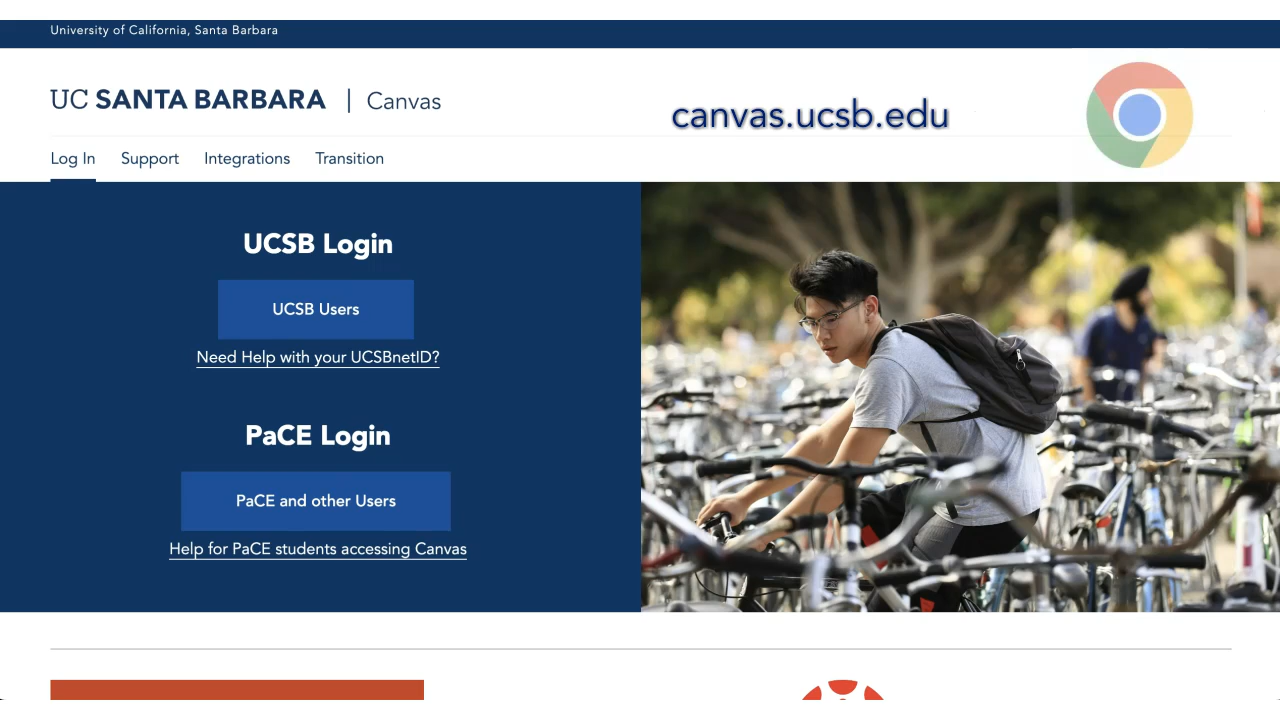 University of California, Santa Barbara
UC SANTA BARBARA | Canvas
canvas.ucsb.edu
Log In Support Integrations Transition
UCSB Login
UCSB Users
Need Help with your UCSBnetID?
PaCE Login
PaCE and other Users
Help for PaCE students accessing Canvas